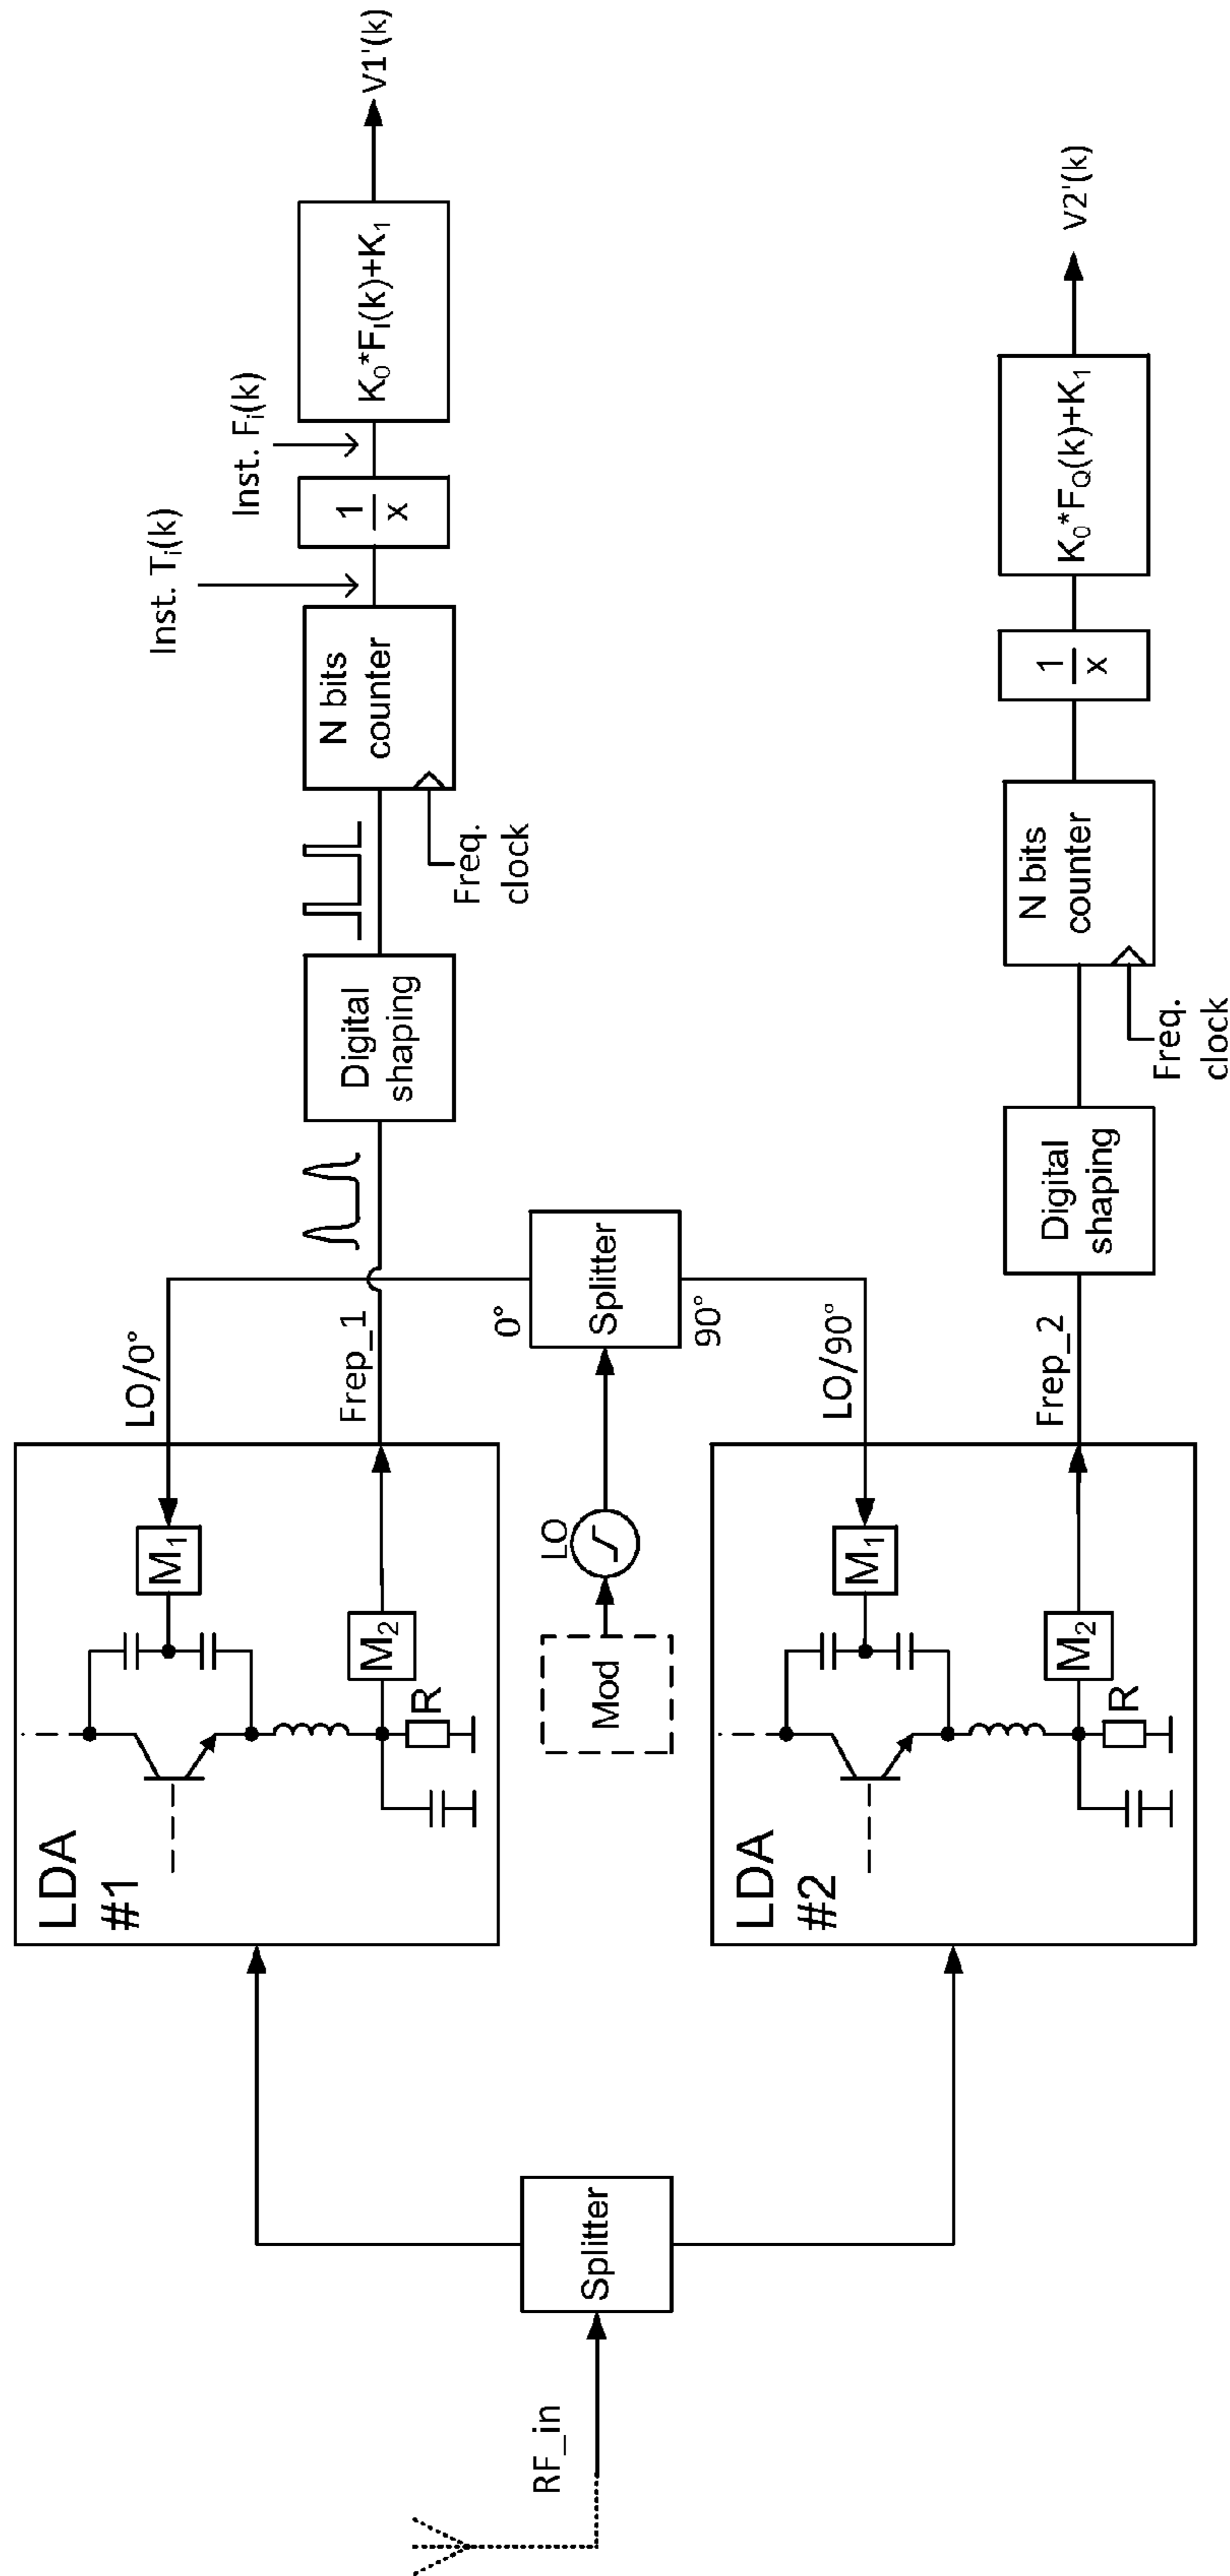 RF_in
Splitter
LDA
#1
R
M₂
M₁
LO/0°
Frep_1
Digital
shaping
N bits
counter
Freq.
clock
Inst. Tᵢ(k)
1
x
Inst. Fᵢ(k)
K₀*Fᵢ(k)+K₁
V1'(k)
Mod
LO
Splitter
0°
90°
LDA
#2
R
M₂
M₁
LO/90°
Frep_2
Digital
shaping
N bits
counter
Freq.
clock
1
x
K₀*F_Q(k)+K₁
V2'(k)